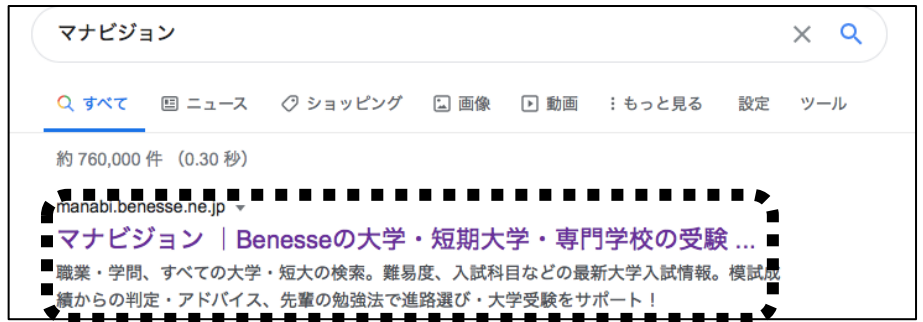 マナビジョン
すべて ニュース ショッピング 画像 動画 もっと見る 設定 ツール
約 760,000 件 (0.30 秒)
manabi.benesse.ne.jp
マナビジョン ｜Benesseの大学・短期大学・専門学校の受験 ...
職業・学問、すべての大学・短大の検索。難易度、入試科目などの最新大学入試情報。模試成
績からの判定・アドバイス、先輩の勉強法で進路選び・大学受験をサポート！